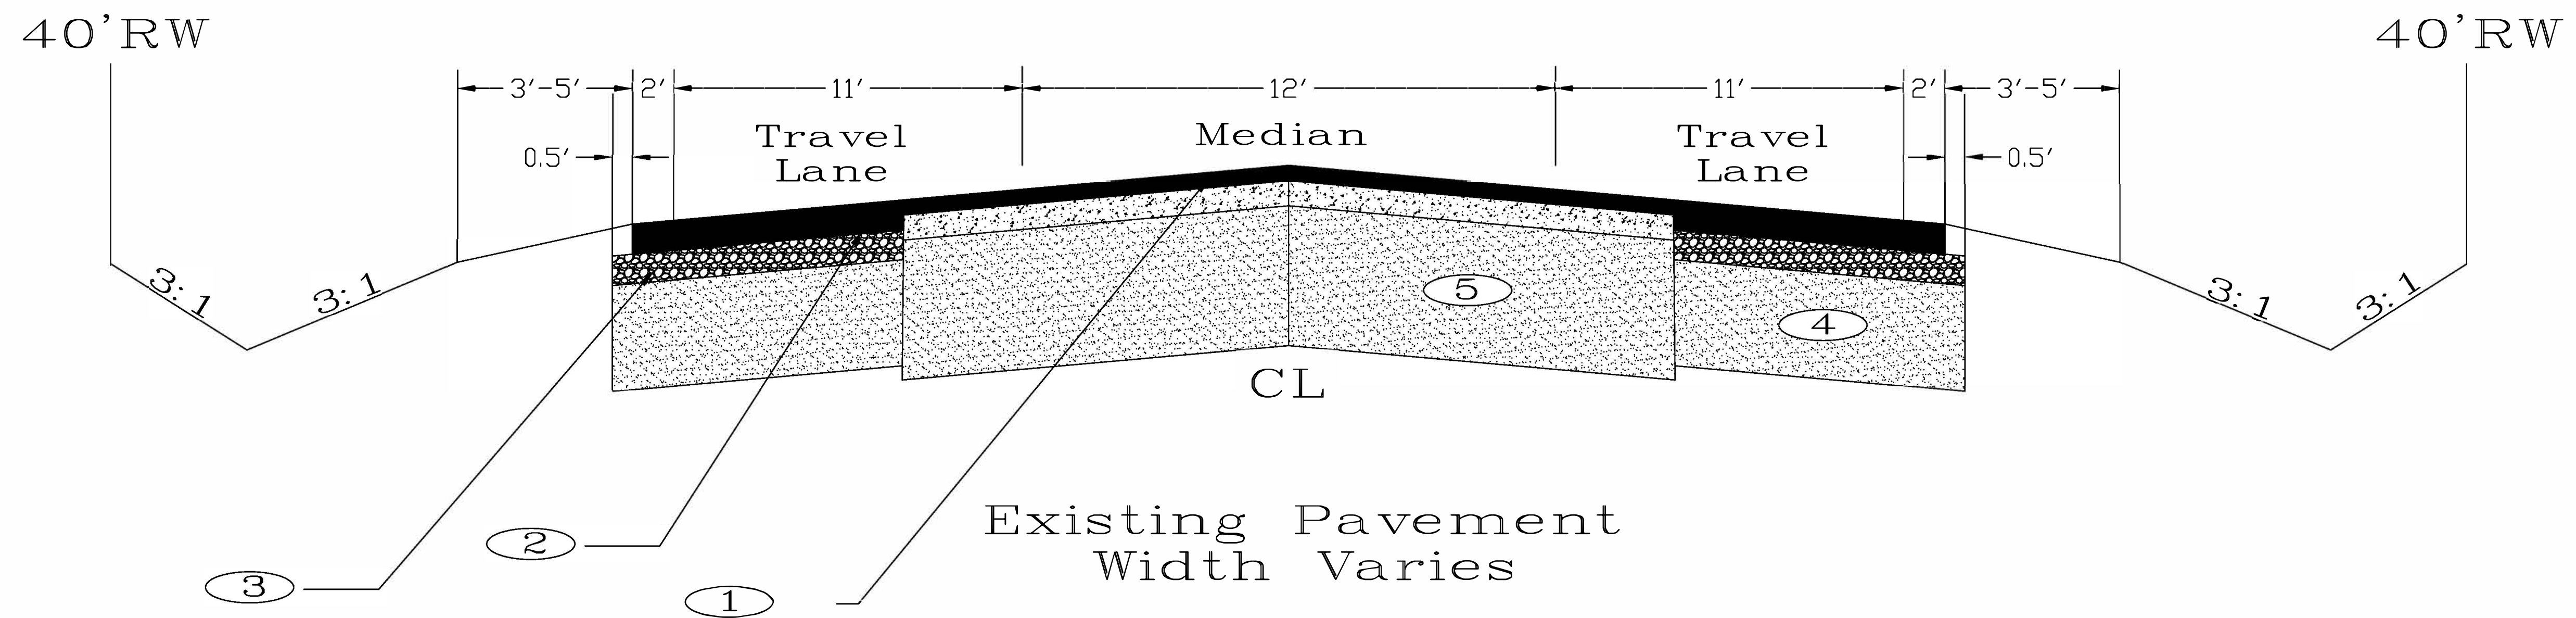 40'RW
40'RW
3'-5'
2'
11'
12'
11'
2'
3'-5'
Travel
Lane
Median
Travel
Lane
0.5'
0.5'
3:1
3:1
3:1
3:1
5
4
CL
Existing Pavement
Width Varies
2
3
1